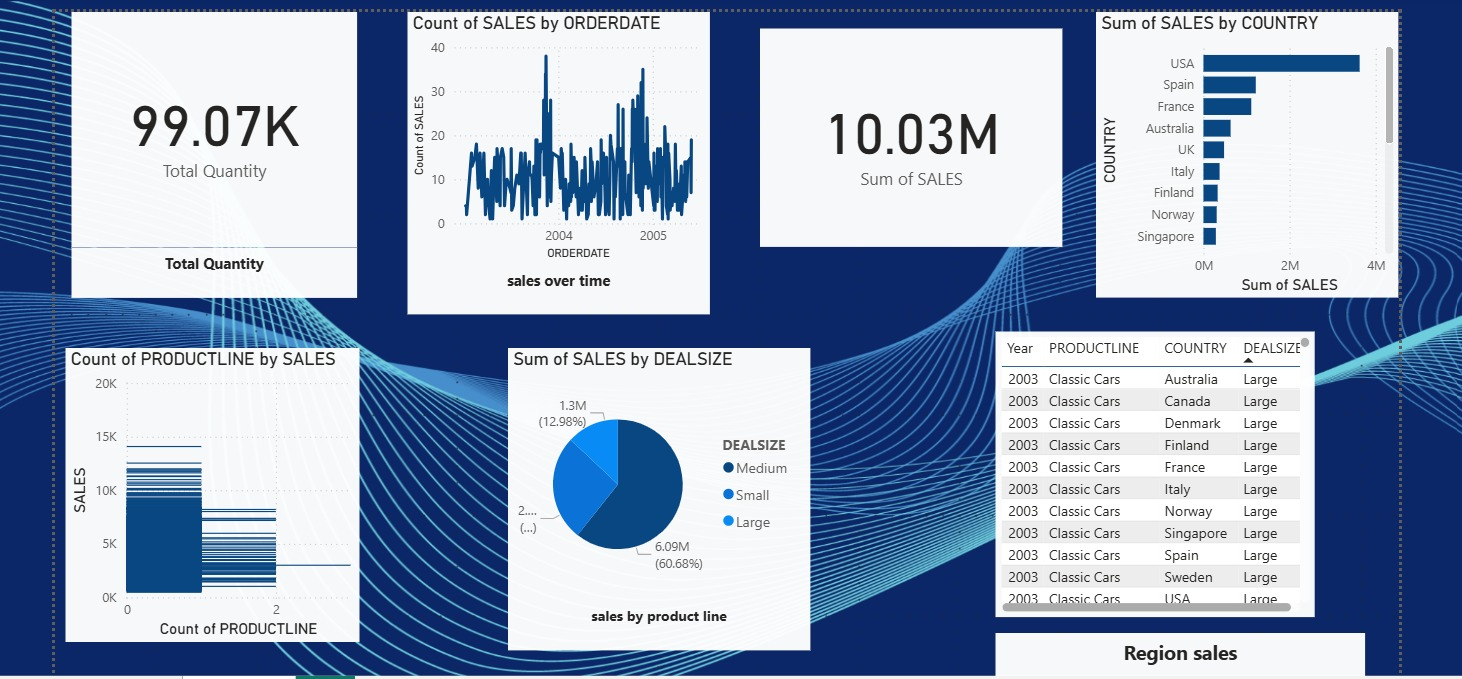 99.07K
Total Quantity
Total Quantity
Count of SALES by ORDERDATE
Count of SALES
40
30
20
10
0
2004 2005
ORDERDATE
sales over time
10.03M
Sum of SALES
Sum of SALES by COUNTRY
COUNTRY
USA
Spain
France
Australia
UK
Italy
Finland
Norway
Singapore
0M 2M 4M
Sum of SALES
Count of PRODUCTLINE by SALES
SALES
20K
15K
10K
5K
0K
0 2
Count of PRODUCTLINE
Sum of SALES by DEALSIZE
1.3M
(12.98%)
2....
(...)
6.09M
(60.68%)
DEALSIZE
Medium
Small
Large
sales by product line
Year PRODUCTLINE COUNTRY DEALSIZE
2003 Classic Cars Australia Large
2003 Classic Cars Canada Large
2003 Classic Cars Denmark Large
2003 Classic Cars Finland Large
2003 Classic Cars France Large
2003 Classic Cars Italy Large
2003 Classic Cars Norway Large
2003 Classic Cars Singapore Large
2003 Classic Cars Spain Large
2003 Classic Cars Sweden Large
2003 Classic Cars USA Large
Region sales